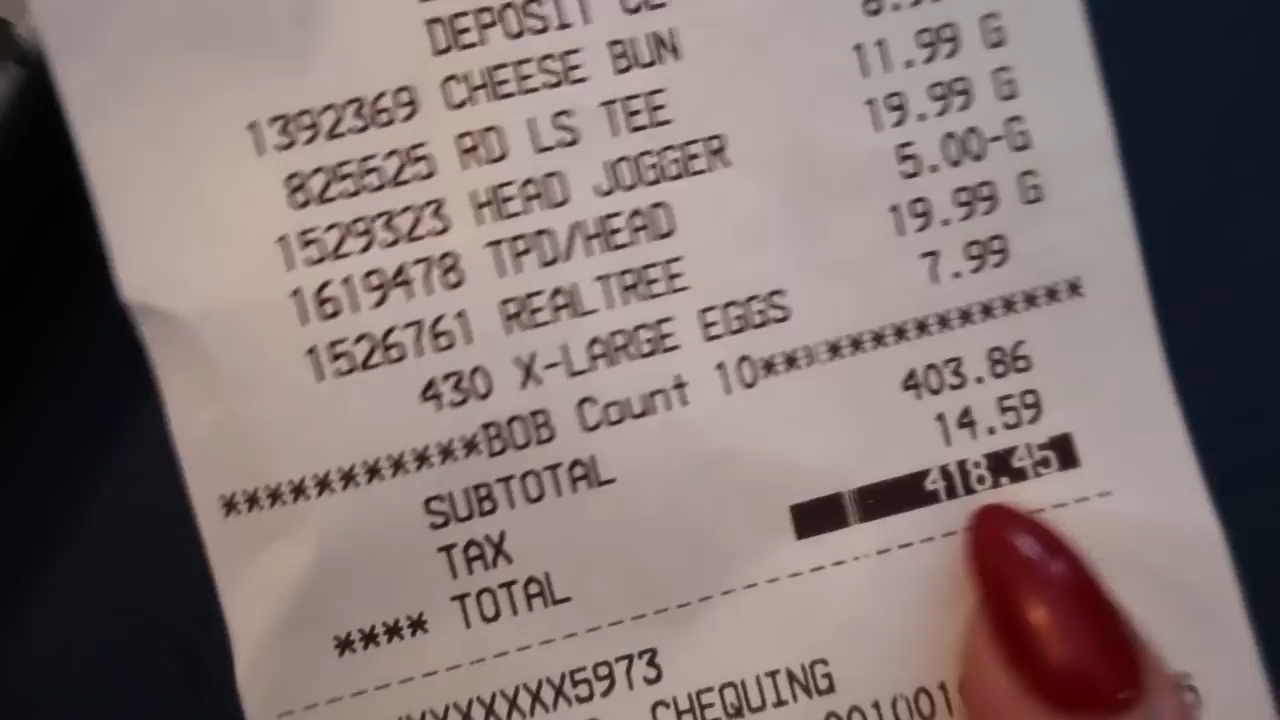 DEPOSIT
1392369 CHEESE BUN
825525 RD LS TEE 11.99 G
1529323 HEAD JOGGER 19.99 G
1619478 TPD/HEAD 5.00-G
1526761 REALTREE 19.99 G
430 X-LARGE EGGS 7.99
***********BOB Count 10**************
SUBTOTAL 403.86
TAX 14.59
**** TOTAL 418.45
XXXXXX5973
CHEQUING